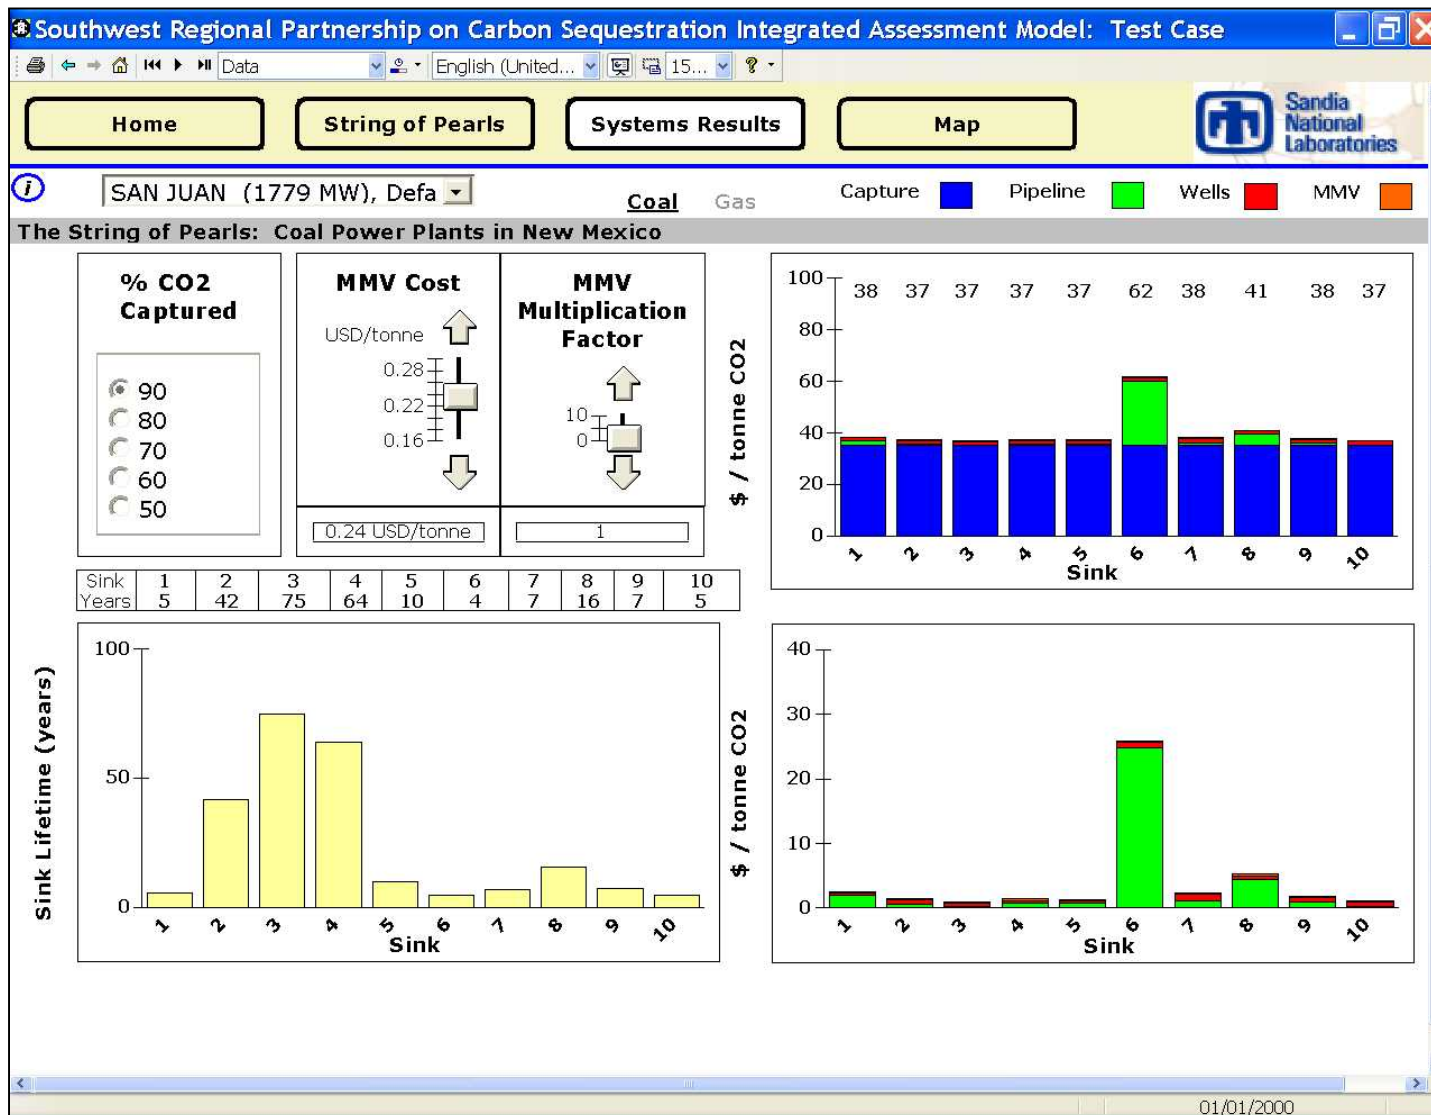 Southwest Regional Partnership on Carbon Sequestration Integrated Assessment Model: Test Case
Data English (United... 15...
Home String of Pearls Systems Results Map
Sandia
National
Laboratories
SAN JUAN (1779 MW), Defa Coal Gas Capture Pipeline Wells MMV
The String of Pearls: Coal Power Plants in New Mexico
% CO2
Captured
90
80
70
60
50
MMV Cost
USD/tonne
0.28
0.22
0.16
0.24 USD/tonne
MMV
Multiplication
Factor
10
0
1
$ / tonne CO2
100
80
60
40
20
0
38 37 37 37 37 62 38 41 38 37
1 2 3 4 5 6 7 8 9 10
Sink
Sink 1 2 3 4 5 6 7 8 9 10
Years 5 42 75 64 10 4 7 16 7 5
Sink Lifetime (years)
100
50
0
1 2 3 4 5 6 7 8 9 10
Sink
$ / tonne CO2
40
30
20
10
0
1 2 3 4 5 6 7 8 9 10
Sink
01/01/2000